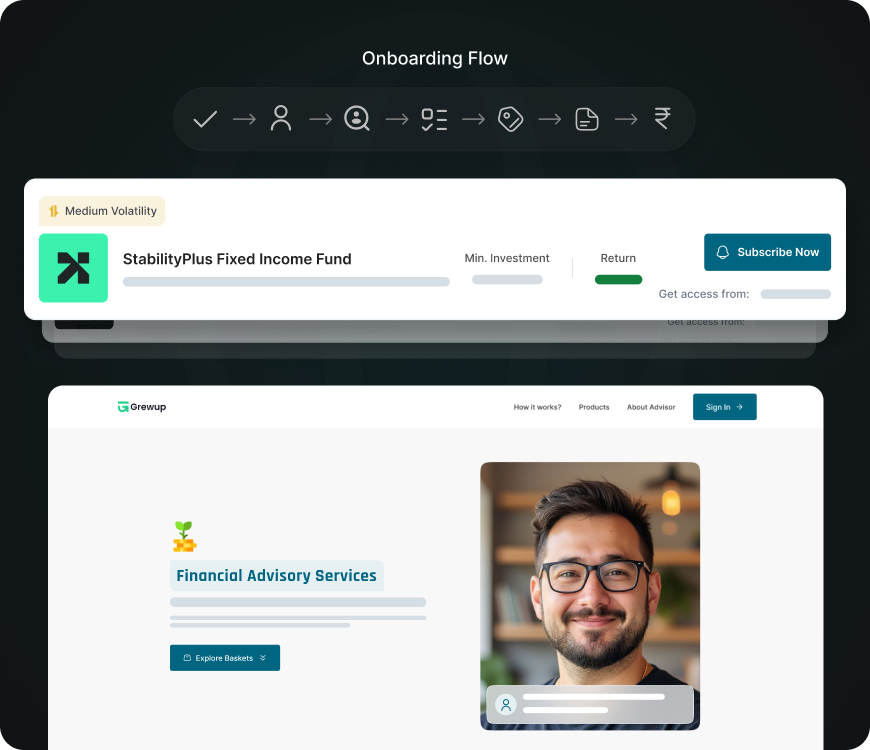 Onboarding Flow
Medium Volatility
StabilityPlus Fixed Income Fund
Min. Investment
Return
Subscribe Now
Get access from:
Get access from:
Grewup
How it works?
Products
About Advisor
Sign In
Financial Advisory Services
Explore Baskets